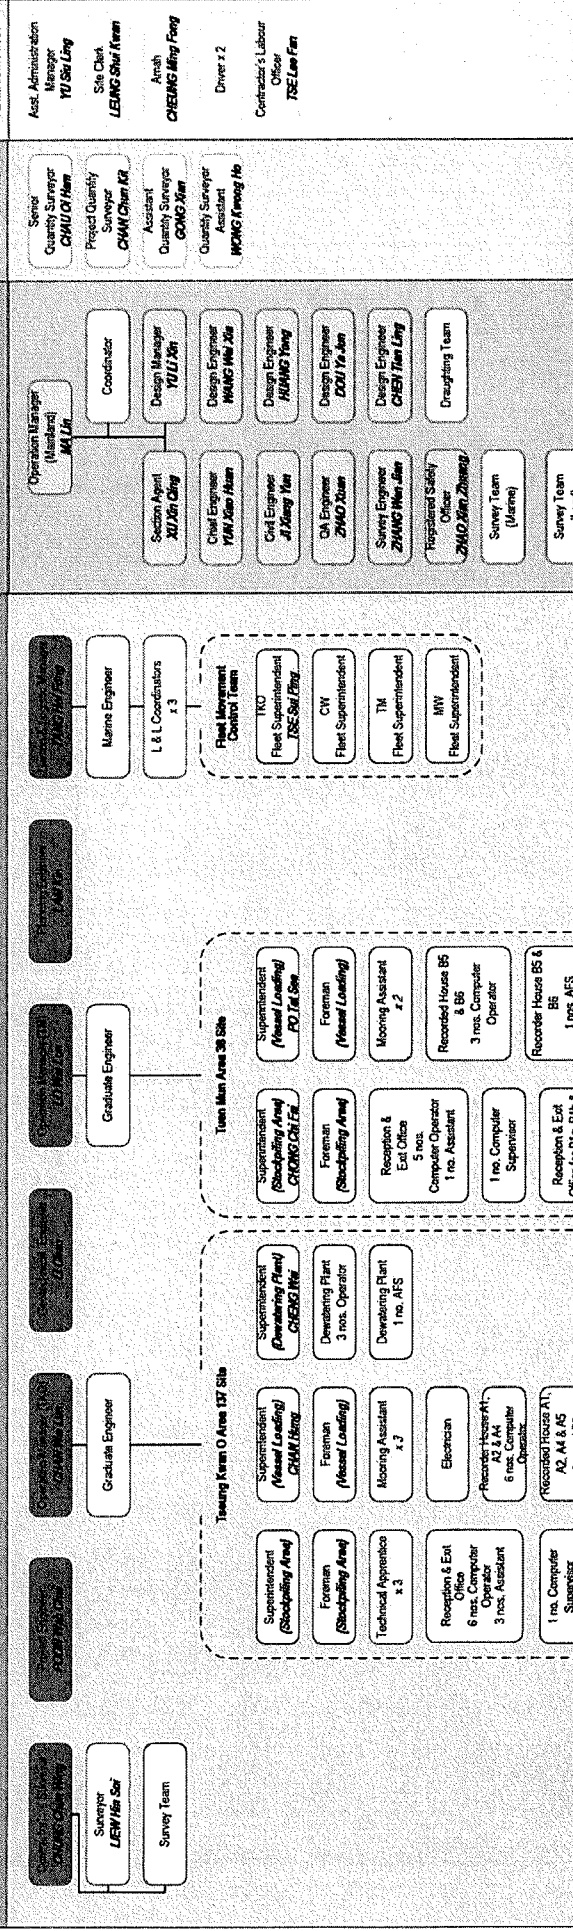 Asst. Administration
Manager
YU Sia Ling
Site Clerk
LEUNG Shui Kwan
Amah
CHEUNG Ming Fong
Driver x 2
Contractor's Labour
Officer
TSE Lee Fan
Senior
Quantity Surveyor
CHAU Oi Ham
Project Quantity
Surveyor
CHAN Chun Kit
Assistant
Quantity Surveyor
GONG Xian
Quantity Surveyor
Assistant
WONG Kwong Ho
Operation Manager
(Mainland)
MA Lin
Coordinator
Section Agent
XU Xin Qing
Chief Engineer
YUN Xiao Huan
Civil Engineer
JI Xiang Yun
QA Engineer
ZHAO Xuan
Survey Engineer
ZHANG Wen Jian
Registered Safety
Officer
ZHAO Xian Zhuang
Survey Team
(Marine)
Survey Team
Design Manager
YU Li Xin
Design Engineer
WANG Wei Xia
Design Engineer
HUANG Yong
Design Engineer
DOU Ya Jun
Design Engineer
CHEN Tian Ling
Draughting Team
Marine Engineer
L & L Coordinators
x 3
Fleet Movement
Control Team
TKO
Fleet Superintendent
TSE Sui Ping
CW
Fleet Superintendent
TM
Fleet Superintendent
MW
Fleet Superintendent
Graduate Engineer
Tuen Mun Area 38 Site
Superintendent
(Stockpiling Area)
CHONG Chi Fai
Foreman
(Stockpiling Area)
Reception &
Exit Office
5 nos.
Computer Operator
1 no. Assistant
1 no. Computer
Supervisor
Reception & Exit
Superintendent
(Vessel Loading)
PO Tat See
Foreman
(Vessel Loading)
Mooring Assistant
x 2
Recorded House B5
& B6
3 nos. Computer
Operator
Recorder House B5 &
B6
1 nos. AFS
Graduate Engineer
Tseung Kwan O Area 137 Site
Superintendent
(Stockpiling Area)
Foreman
(Stockpiling Area)
Technical Apprentice
x 3
Reception & Exit
Office
6 nos. Computer
Operator
3 nos. Assistant
1 no. Computer
Supervisor
Superintendent
(Vessel Loading)
CHAN Hung
Foreman
(Vessel Loading)
Mooring Assistant
x 3
Electrician
Recorder House A1,
A2 & A4
6 nos. Computer
Operator
Recorded House A1,
A2, A4 & A5
Superintendent
(Dewatering Plant)
CHENG Wai
Dewatering Plant
3 nos. Operator
Dewatering Plant
1 no. AFS
Surveyor
LIEW Hin Soi
Survey Team